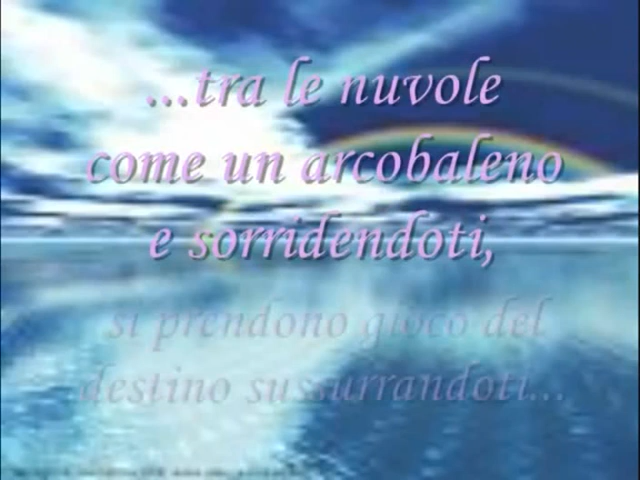 ...tra le nuvole
come un arcobaleno
e sorridendoti,
si prendono gioco del
destino sussurrandoti...